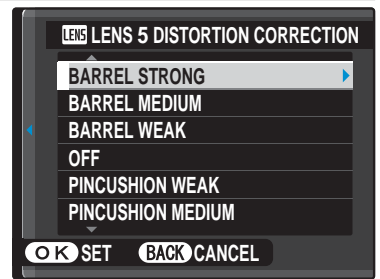 LENS LENS 5 DISTORTION CORRECTION
BARREL STRONG
BARREL MEDIUM
BARREL WEAK
OFF
PINCUSHION WEAK
PINCUSHION MEDIUM
OK SET BACK CANCEL